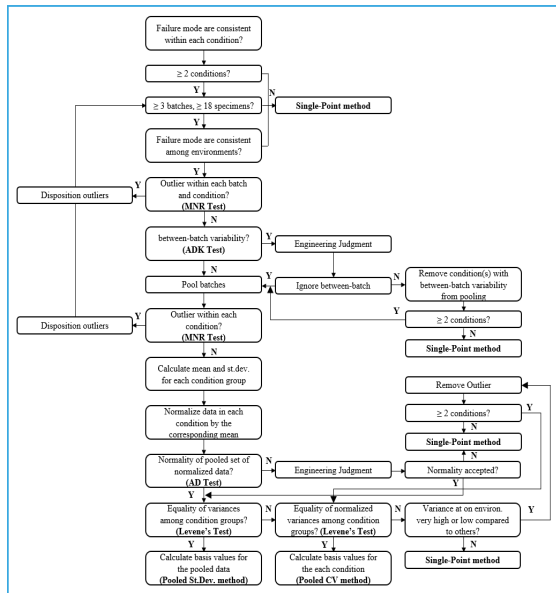 Failure mode are consistent
within each condition?
≥ 2 conditions?
Y
N
≥ 3 batches, ≥ 18 specimens?
Single-Point method
Y
Failure mode are consistent
among environments?
Y
Outlier within each batch
and condition?
(MNR Test)
Y
Disposition outliers
N
between-batch variability?
(ADK Test)
Y
Engineering Judgment
N
Y
N
Pool batches
Ignore between-batch
Remove condition(s) with
between-batch variability
from pooling
Y
≥ 2 conditions?
N
Single-Point method
Outlier within each
condition?
(MNR Test)
Y
Disposition outliers
N
Calculate mean and st.dev.
for each condition group
Remove Outlier
Normalize data in each
condition by the
corresponding mean
≥ 2 conditions?
Y
N
Single-Point method
N
Normality of pooled set of
normalized data?
(AD Test)
N
Engineering Judgment
Normality accepted?
Y
Y
Equality of variances
among condition groups?
(Levene's Test)
N
Equality of normalized
variances among condition
groups? (Levene's Test)
N
Variance at on environ.
very high or low compared
to others?
Y
Y
Y
N
Calculate basis values for
the pooled data
(Pooled St.Dev. method)
Calculate basis values for
the each condition
(Pooled CV method)
Single-Point method